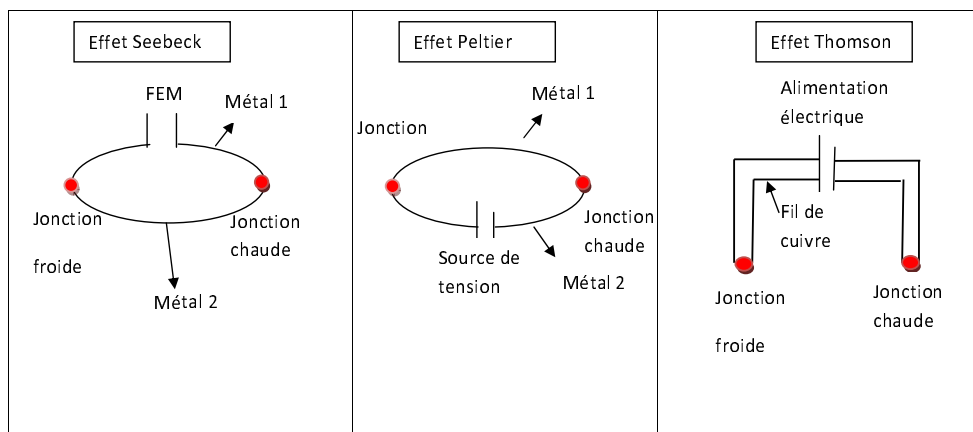 Effet Seebeck
FEM
Métal 1
Jonction
froide
Jonction
chaude
Métal 2
Effet Peltier
Métal 1
Jonction
Jonction
chaude
Source de
tension
Métal 2
Effet Thomson
Alimentation
électrique
Fil de
cuivre
Jonction
froide
Jonction
chaude